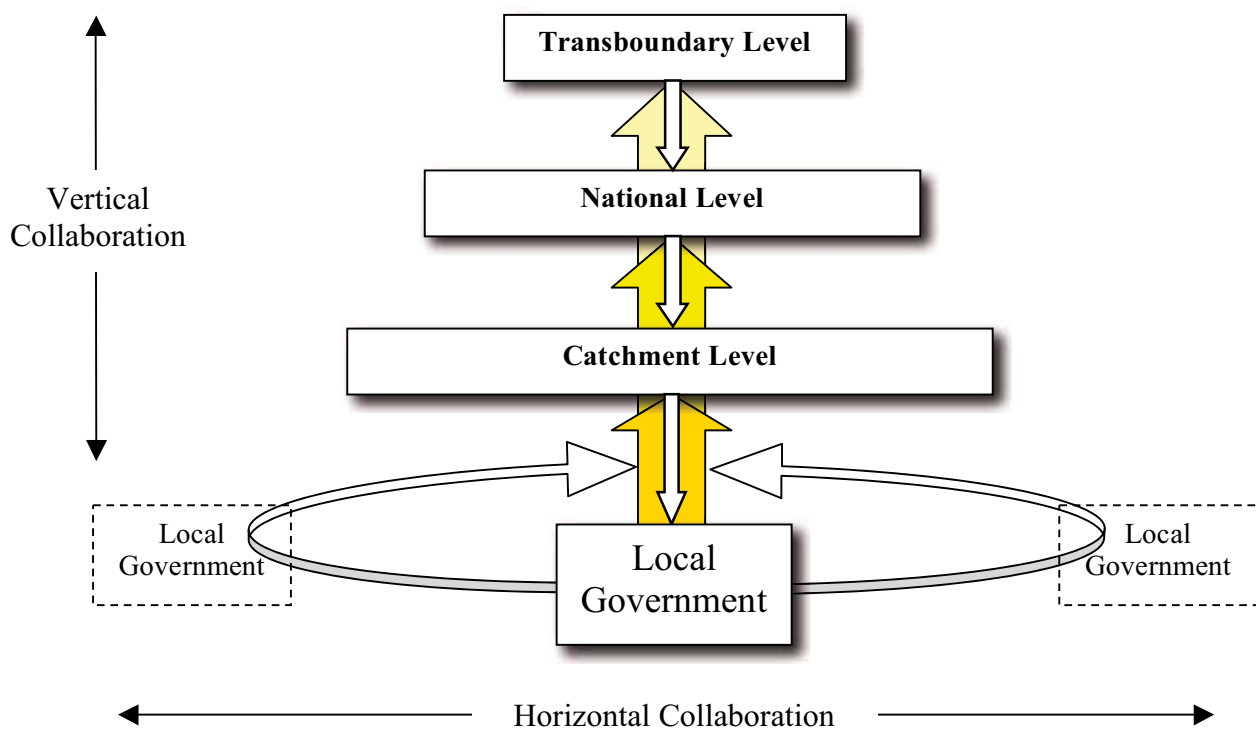 Transboundary Level
National Level
Vertical
Collaboration
Catchment Level
Local
Government
Local
Government
Local
Government
Horizontal Collaboration